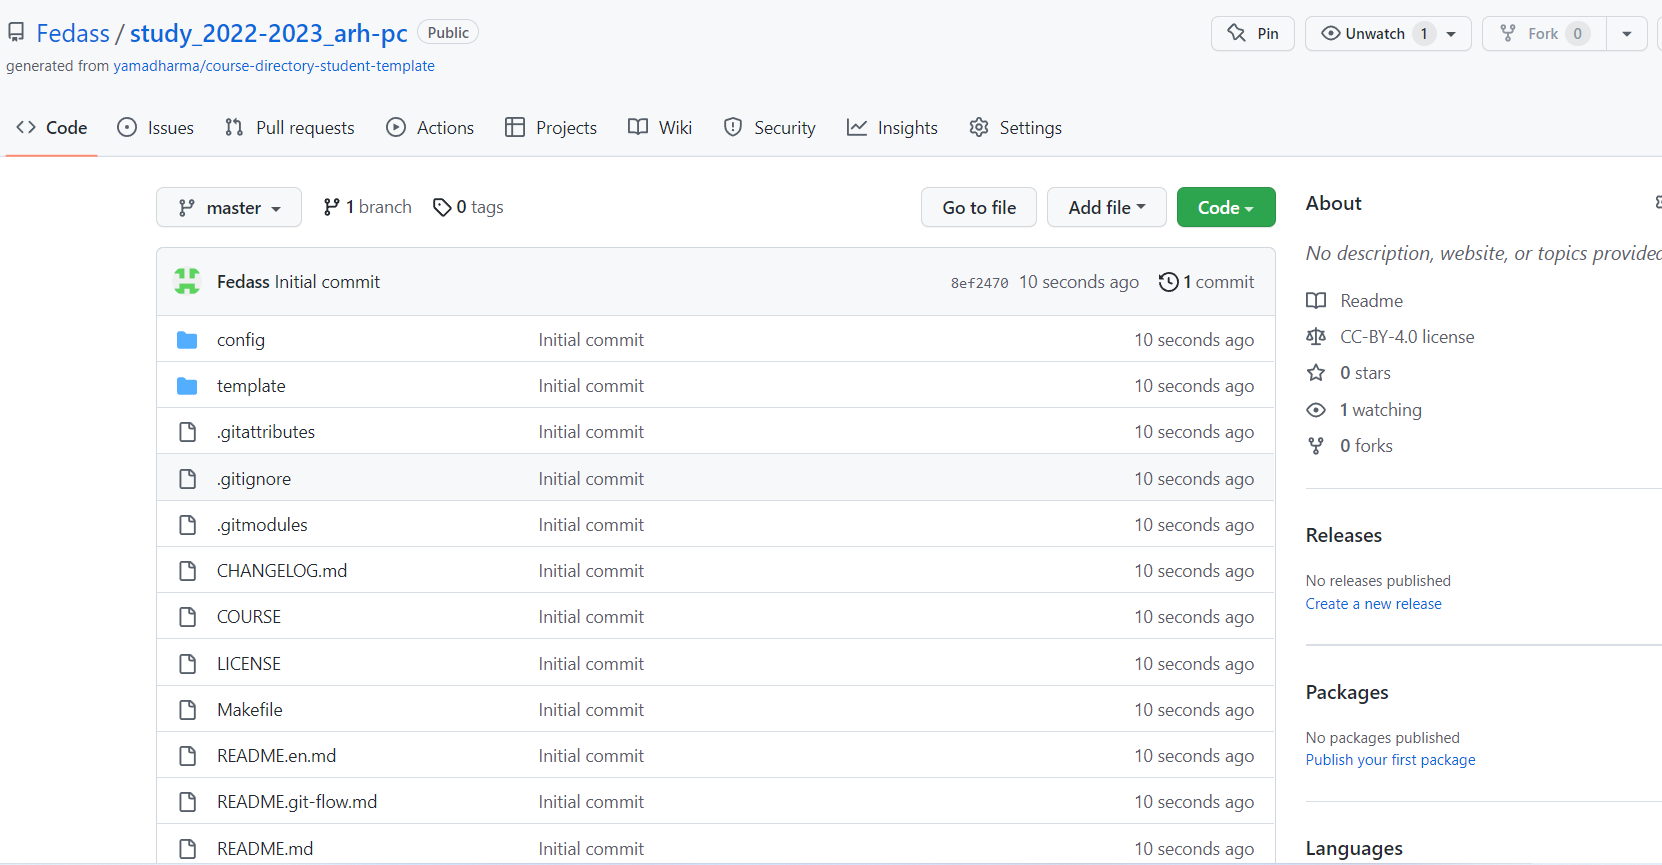 Fedass / study_2022-2023_arh-pc Public Pin Unwatch 1 Fork 0
generated from yamadharma/course-directory-student-template
Code Issues Pull requests Actions Projects Wiki Security Insights Settings
master 1 branch 0 tags Go to file Add file Code
Fedass Initial commit 8ef2470 10 seconds ago 1 commit
config Initial commit 10 seconds ago
template Initial commit 10 seconds ago
.gitattributes Initial commit 10 seconds ago
.gitignore Initial commit 10 seconds ago
.gitmodules Initial commit 10 seconds ago
CHANGELOG.md Initial commit 10 seconds ago
COURSE Initial commit 10 seconds ago
LICENSE Initial commit 10 seconds ago
Makefile Initial commit 10 seconds ago
README.en.md Initial commit 10 seconds ago
README.git-flow.md Initial commit 10 seconds ago
README.md Initial commit 10 seconds ago
About
No description, website, or topics provided
Readme
CC-BY-4.0 license
0 stars
1 watching
0 forks
Releases
No releases published
Create a new release
Packages
No packages published
Publish your first package
Languages